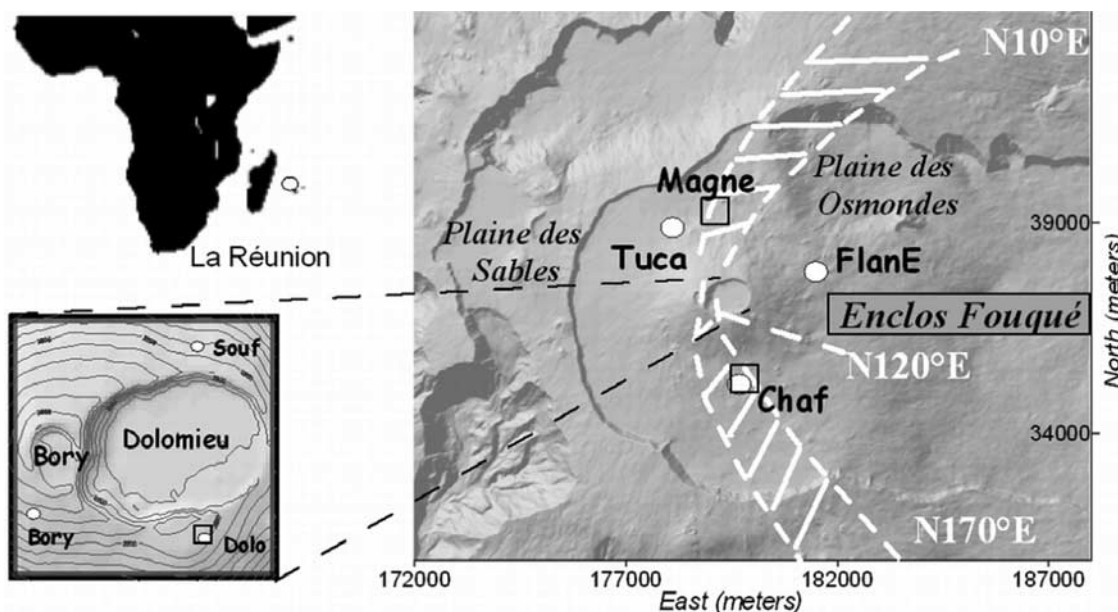 La Réunion
N10°E
Plaine des
Osmondes
Magne
Plaine des
Sables
Tuca
FlanE
39000
North (meters)
Enclos Fouqué
N120°E
Chaf
34000
N170°E
172000
177000
182000
187000
East (meters)
Souf
Dolomieu
Bory
Bory
Dolo